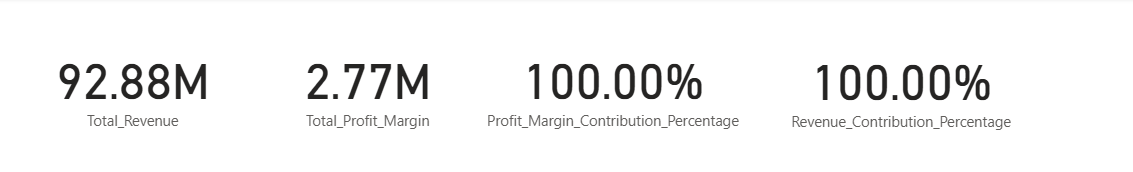 92.88M
Total_Revenue
2.77M
Total_Profit_Margin
100.00%
Profit_Margin_Contribution_Percentage
100.00%
Revenue_Contribution_Percentage